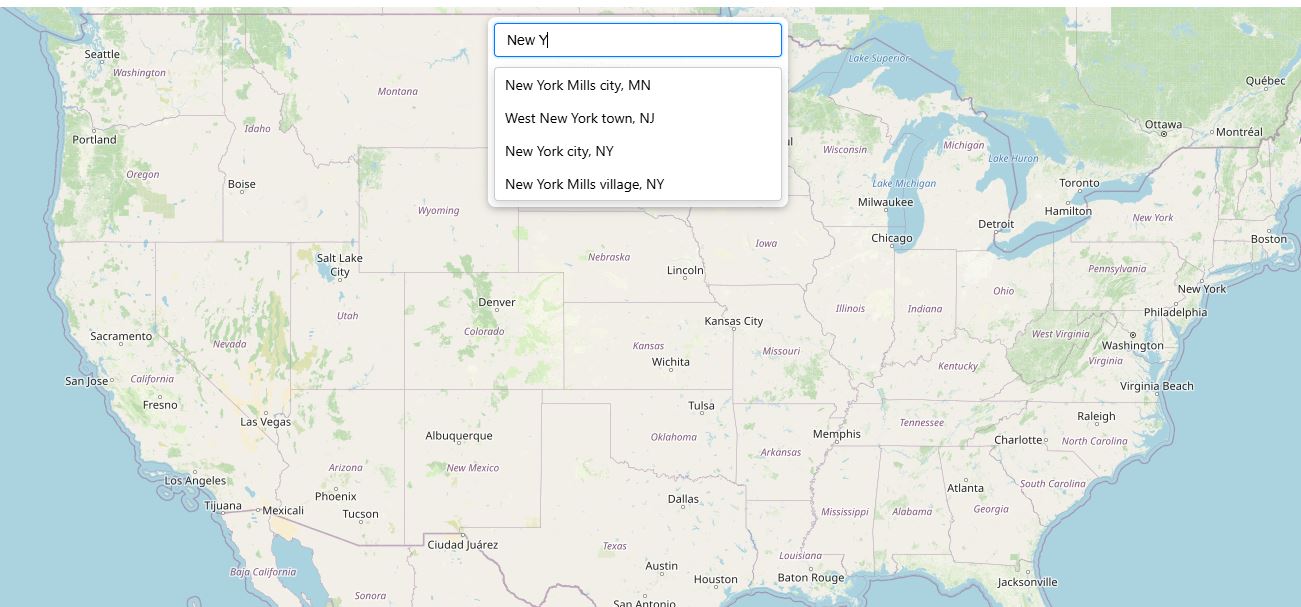 New Y
New York Mills city, MN
West New York town, NJ
New York city, NY
New York Mills village, NY
Seattle
Washington
Montana
Lake Superior
Québec
Portland
Idaho
Ottawa
Montréal
Oregon
Wisconsin
Michigan
Lake Huron
Boise
Lake Michigan
Toronto
Wyoming
Milwaukee
Hamilton
New York
Detroit
Chicago
Boston
Iowa
Salt Lake
City
Nebraska
Lincoln
Pennsylvania
New York
Denver
Ohio
Utah
Illinois
Indiana
Philadelphia
Sacramento
Nevada
Colorado
Kansas City
West Virginia
Washington
Kansas
Missouri
Wichita
Kentucky
Virginia
San Jose
California
Virginia Beach
Fresno
Las Vegas
Tulsa
Raleigh
Albuquerque
Oklahoma
Memphis
Tennessee
Charlotte
North Carolina
Arkansas
Arizona
New Mexico
Los Angeles
Phoenix
Atlanta
South Carolina
Tijuana
Mexicali
Tucson
Dallas
Mississippi
Alabama
Georgia
Ciudad Juárez
Texas
Louisiana
Austin
Baja California
Houston
Baton Rouge
Jacksonville
Sonora
San Antonio